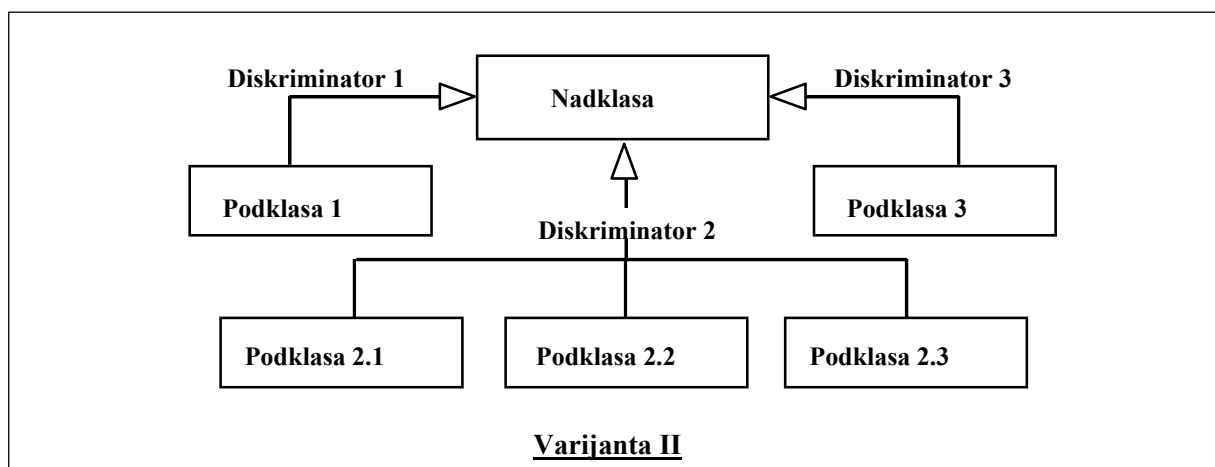 Diskriminator 1
Nadklasa
Diskriminator 3
Podklasa 1
Podklasa 3
Diskriminator 2
Podklasa 2.1
Podklasa 2.2
Podklasa 2.3
Varijanta II